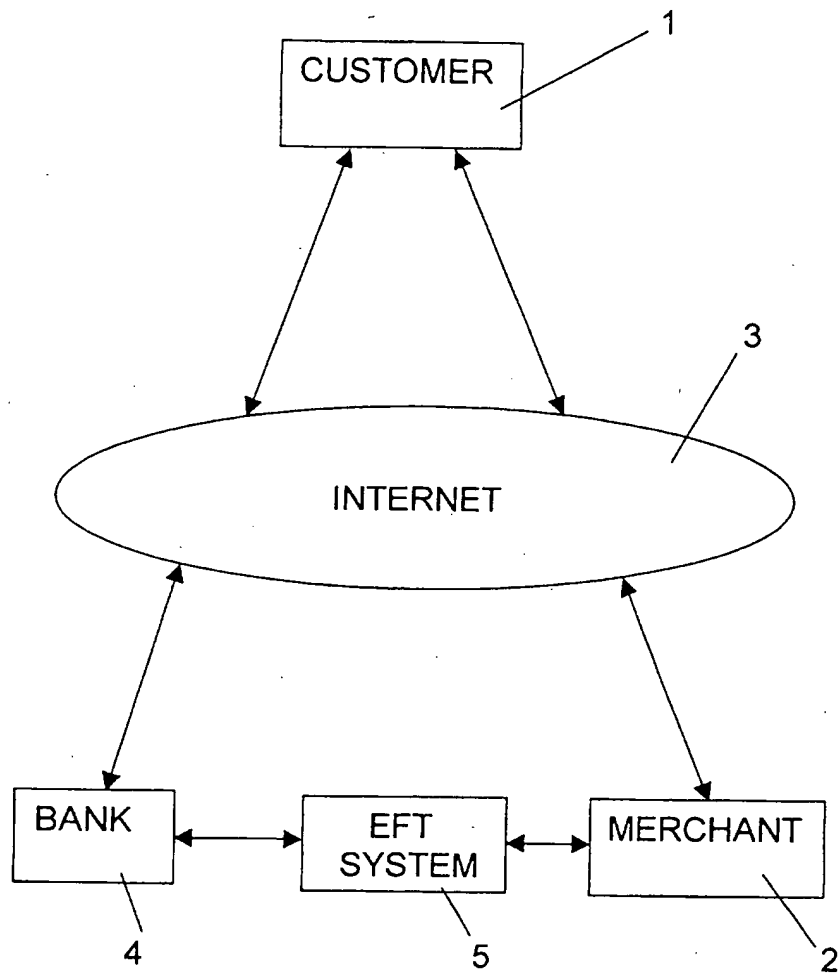 1
CUSTOMER
3
INTERNET
BANK
EFT
SYSTEM
MERCHANT
4
5
2